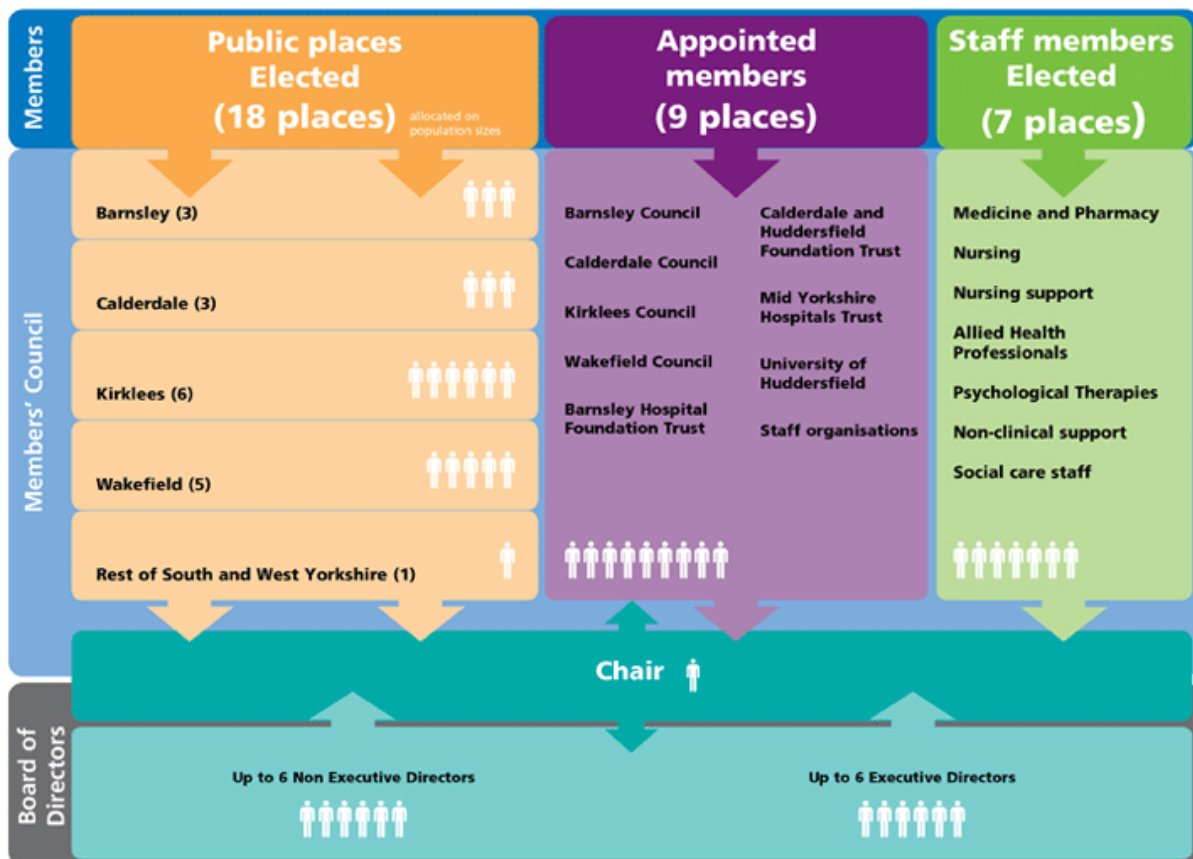 Members
Public places
Elected
(18 places)
allocated on
population sizes
Appointed
members
(9 places)
Staff members
Elected
(7 places)
Members' Council
Barnsley (3)
Calderdale (3)
Kirklees (6)
Wakefield (5)
Rest of South and West Yorkshire (1)
Barnsley Council
Calderdale Council
Kirklees Council
Wakefield Council
Barnsley Hospital
Foundation Trust
Calderdale and
Huddersfield
Foundation Trust
Mid Yorkshire
Hospitals Trust
University of
Huddersfield
Staff organisations
Medicine and Pharmacy
Nursing
Nursing support
Allied Health
Professionals
Psychological Therapies
Non-clinical support
Social care staff
Chair
Board of
Directors
Up to 6 Non Executive Directors
Up to 6 Executive Directors